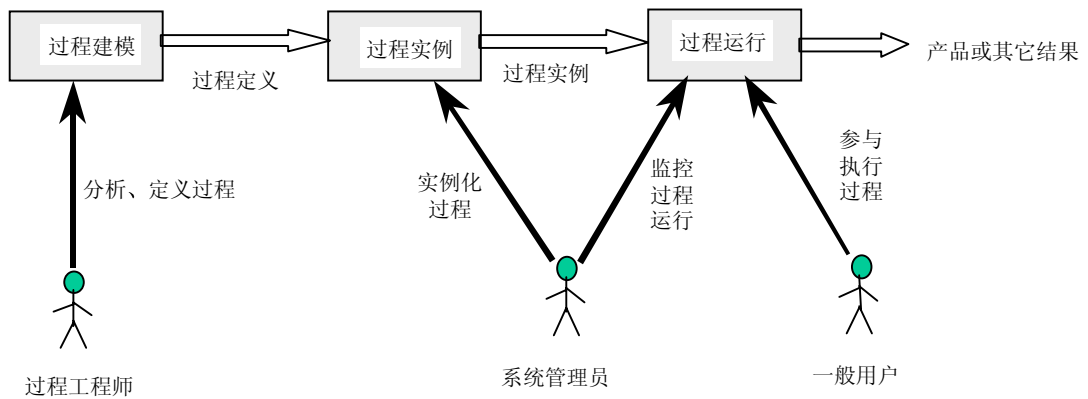 过程建模
过程实例
过程运行
产品或其它结果
过程定义
过程实例
分析、定义过程
实例化
过程
监控
过程
运行
参与
执行
过程
过程工程师
系统管理员
一般用户